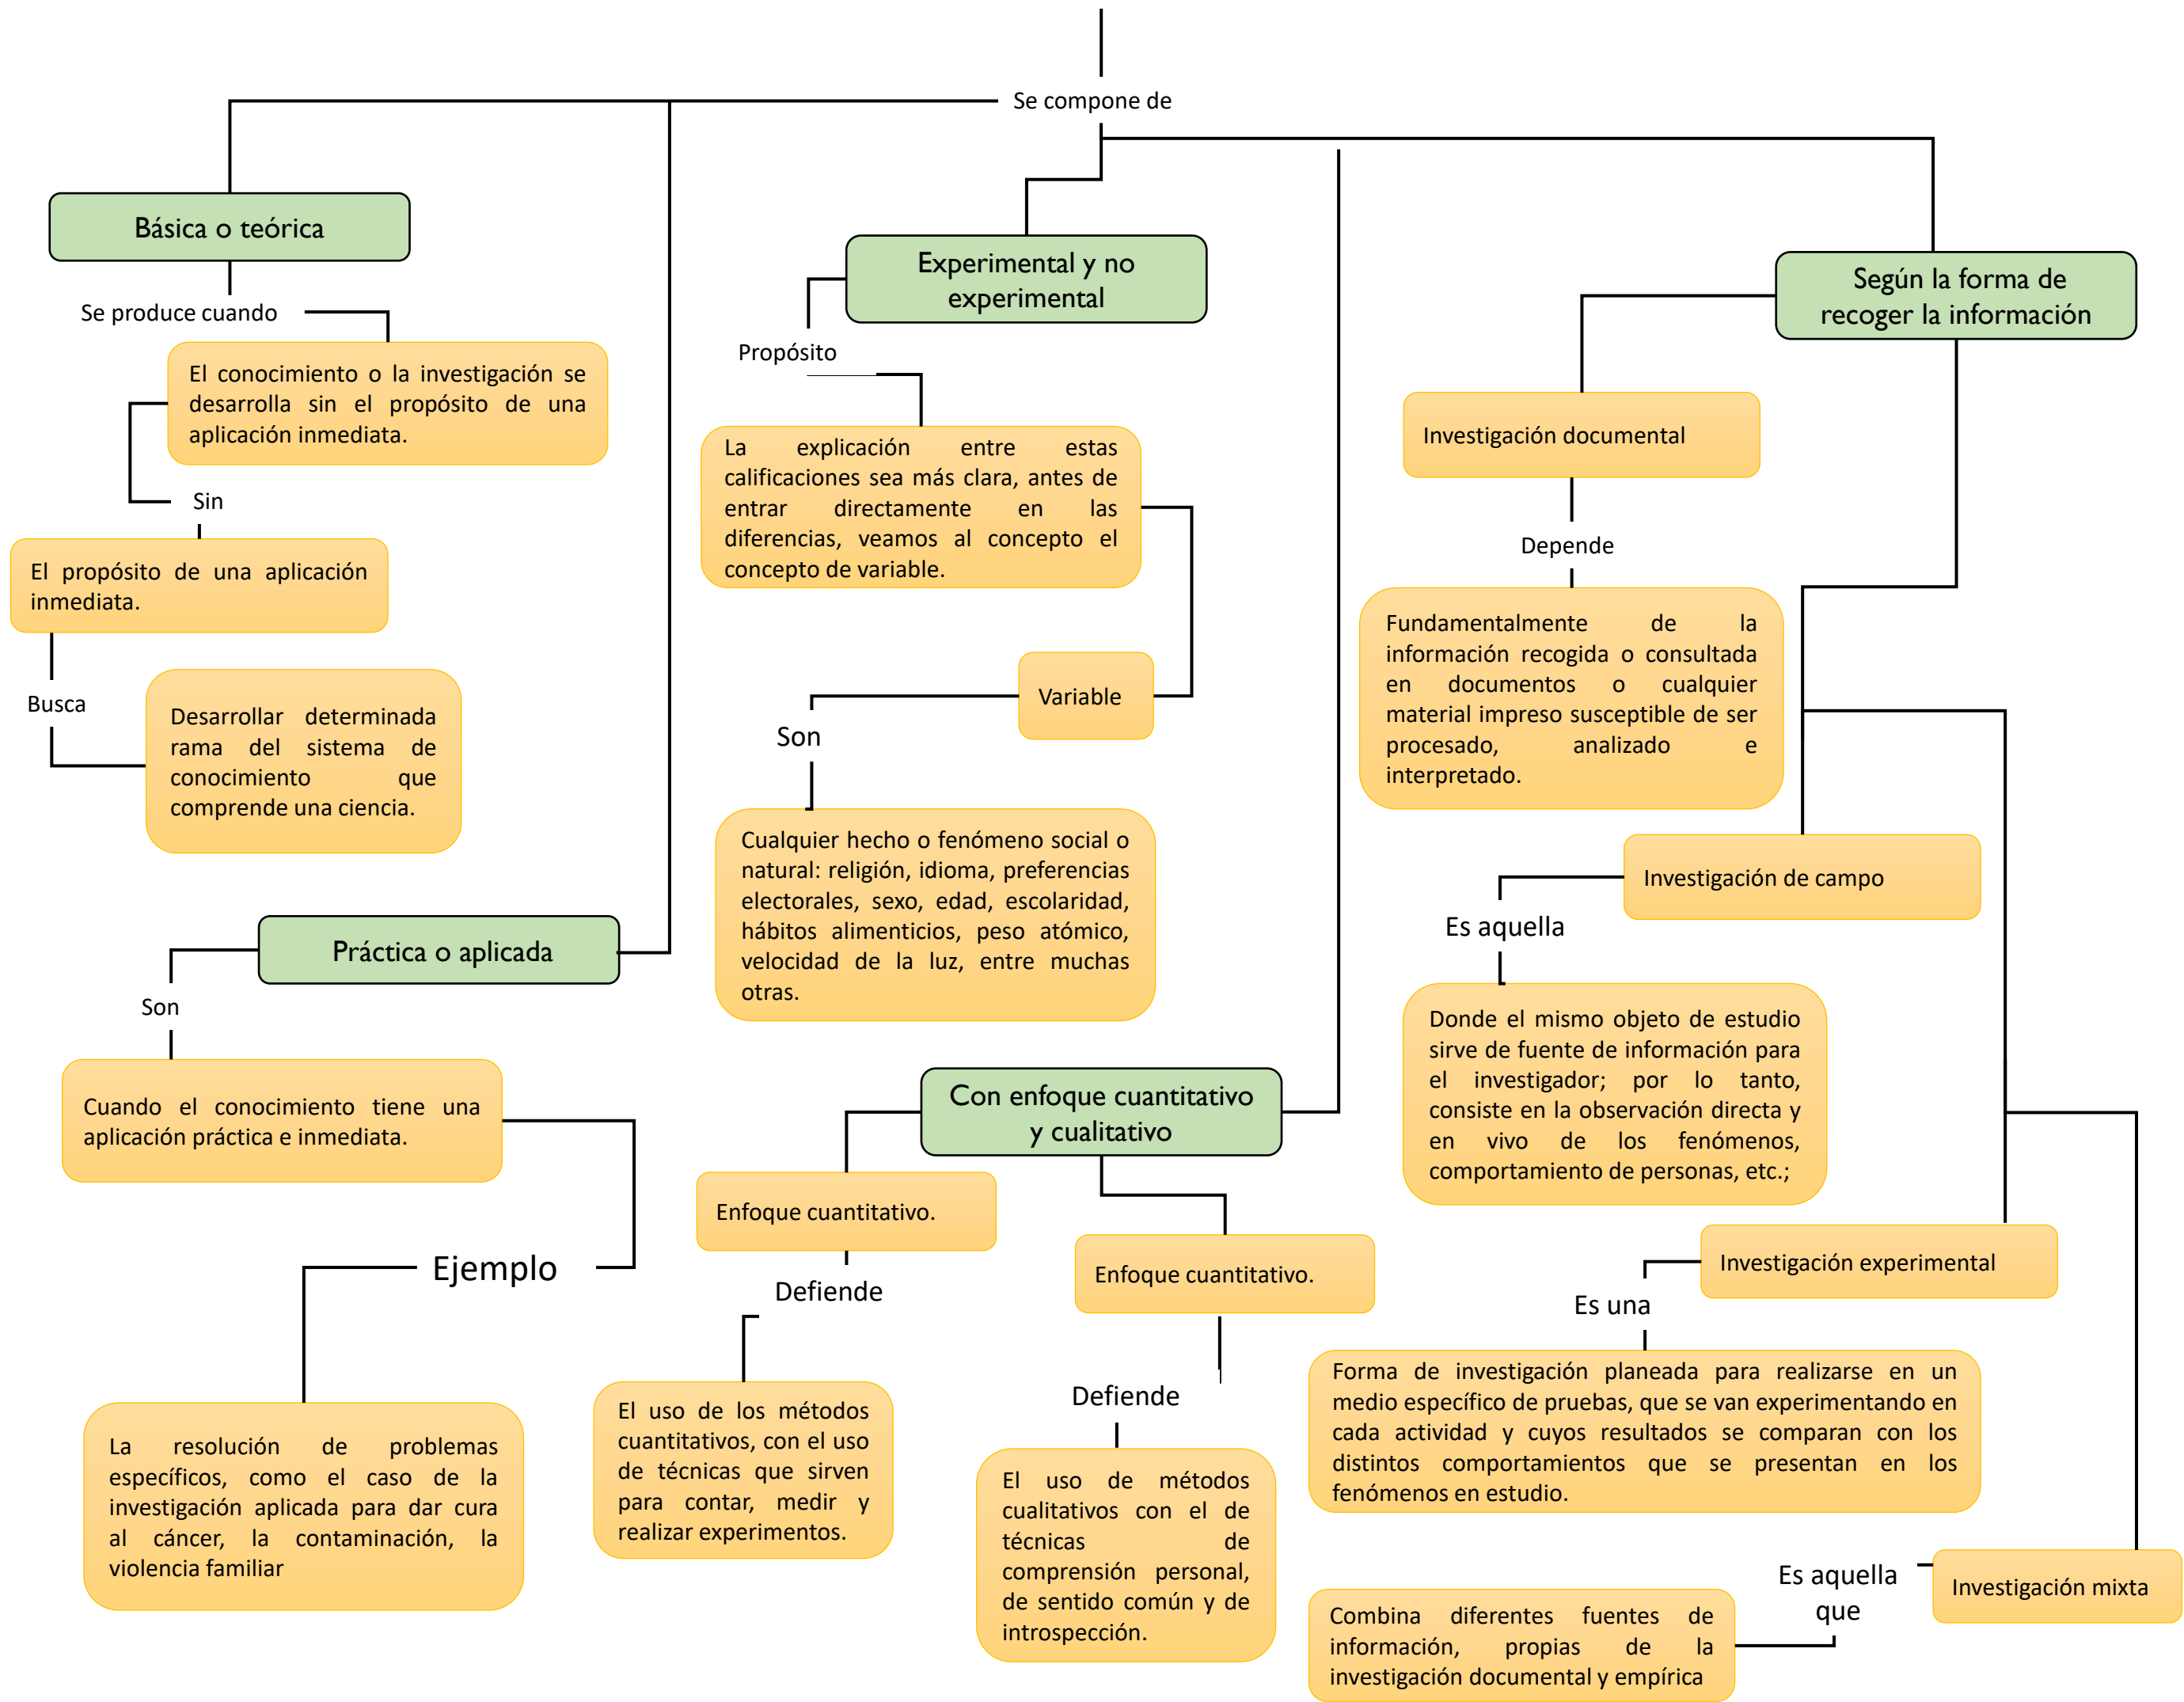 Se compone de
Básica o teórica
Se produce cuando
El conocimiento o la investigación se
desarrolla sin el propósito de una
aplicación inmediata.
Sin
El propósito de una aplicación
inmediata.
Busca
Desarrollar determinada
rama del sistema de
conocimiento que
comprende una ciencia.
Práctica o aplicada
Son
Cuando el conocimiento tiene una
aplicación práctica e inmediata.
Ejemplo
La resolución de problemas
específicos, como el caso de la
investigación aplicada para dar cura
al cáncer, la contaminación, la
violencia familiar
Experimental y no
experimental
Propósito
La explicación entre estas
calificaciones sea más clara, antes de
entrar directamente en las
diferencias, veamos al concepto el
concepto de variable.
Variable
Son
Cualquier hecho o fenómeno social o
natural: religión, idioma, preferencias
electorales, sexo, edad, escolaridad,
hábitos alimenticios, peso atómico,
velocidad de la luz, entre muchas
otras.
Con enfoque cuantitativo
y cualitativo
Enfoque cuantitativo.
Defiende
El uso de los métodos
cuantitativos, con el uso
de técnicas que sirven
para contar, medir y
realizar experimentos.
Enfoque cuantitativo.
Defiende
El uso de métodos
cualitativos con el de
técnicas de
comprensión personal,
de sentido común y de
introspección.
Según la forma de
recoger la información
Investigación documental
Depende
Fundamentalmente de la
información recogida o consultada
en documentos o cualquier
material impreso susceptible de ser
procesado, analizado e
interpretado.
Investigación de campo
Es aquella
Donde el mismo objeto de estudio
sirve de fuente de información para
el investigador; por lo tanto,
consiste en la observación directa y
en vivo de los fenómenos,
comportamiento de personas, etc.;
Investigación experimental
Es una
Forma de investigación planeada para realizarse en un
medio específico de pruebas, que se van experimentando en
cada actividad y cuyos resultados se comparan con los
distintos comportamientos que se presentan en los
fenómenos en estudio.
Investigación mixta
Es aquella
que
Combina diferentes fuentes de
información, propias de la
investigación documental y empírica